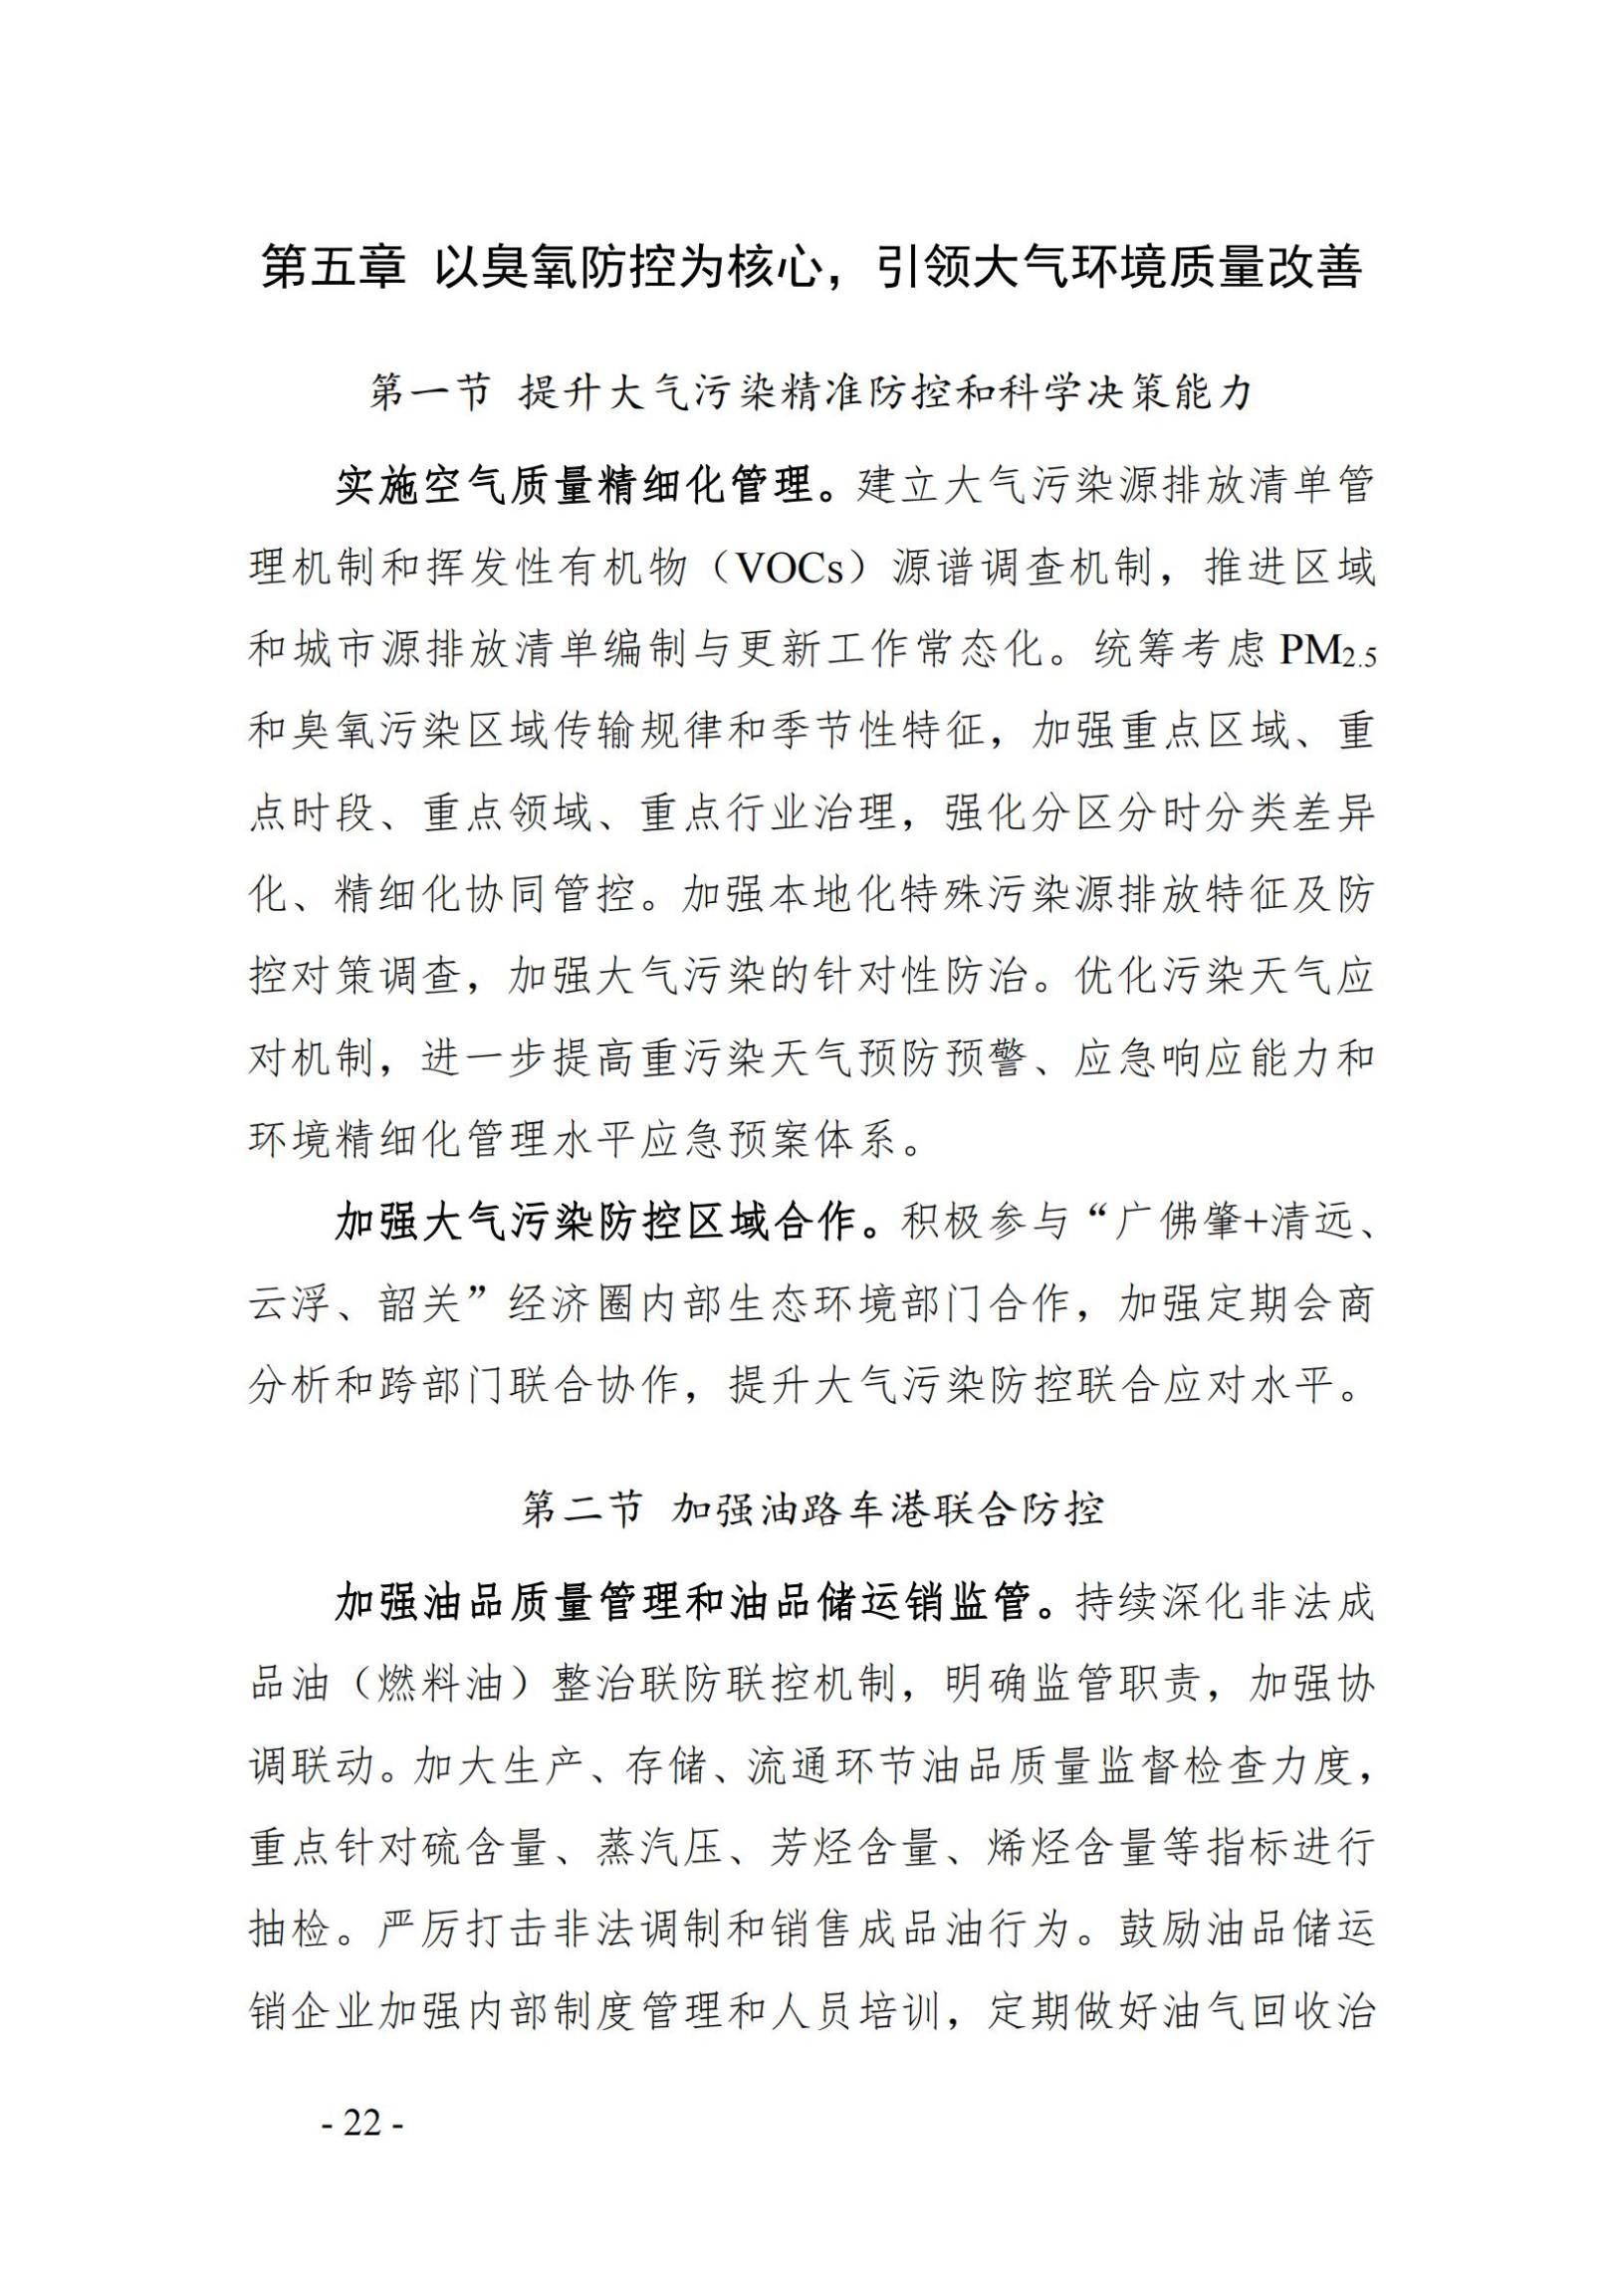 第五章 以臭氧防控为核心，引领大气环境质量改善
第一节 提升大气污染精准防控和科学决策能力
实施空气质量精细化管理。建立大气污染源排放清单管
理机制和挥发性有机物（VOCs）源谱调查机制，推进区域
和城市源排放清单编制与更新工作常态化。统筹考虑 PM2.5
和臭氧污染区域传输规律和季节性特征，加强重点区域、重
点时段、重点领域、重点行业治理，强化分区分时分类差异
化、精细化协同管控。加强本地化特殊污染源排放特征及防
控对策调查，加强大气污染的针对性防治。优化污染天气应
对机制，进一步提高重污染天气预防预警、应急响应能力和
环境精细化管理水平应急预案体系。
加强大气污染防控区域合作。积极参与“广佛肇+清远、
云浮、韶关”经济圈内部生态环境部门合作，加强定期会商
分析和跨部门联合协作，提升大气污染防控联合应对水平。
第二节 加强油路车港联合防控
加强油品质量管理和油品储运销监管。持续深化非法成
品油（燃料油）整治联防联控机制，明确监管职责，加强协
调联动。加大生产、存储、流通环节油品质量监督检查力度，
重点针对硫含量、蒸汽压、芳烃含量、烯烃含量等指标进行
抽检。严厉打击非法调制和销售成品油行为。鼓励油品储运
销企业加强内部制度管理和人员培训，定期做好油气回收治
- 22 -